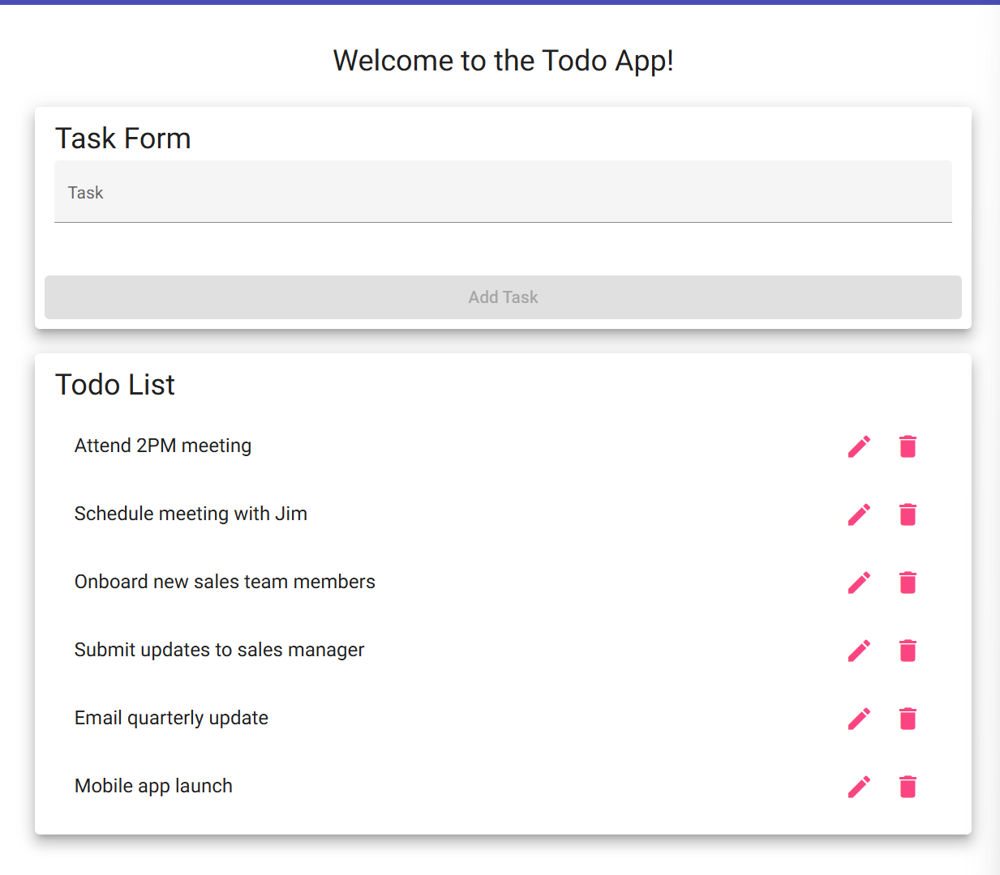 Welcome to the Todo App!
Task Form
Task
Add Task
Todo List
Attend 2PM meeting
Schedule meeting with Jim
Onboard new sales team members
Submit updates to sales manager
Email quarterly update
Mobile app launch